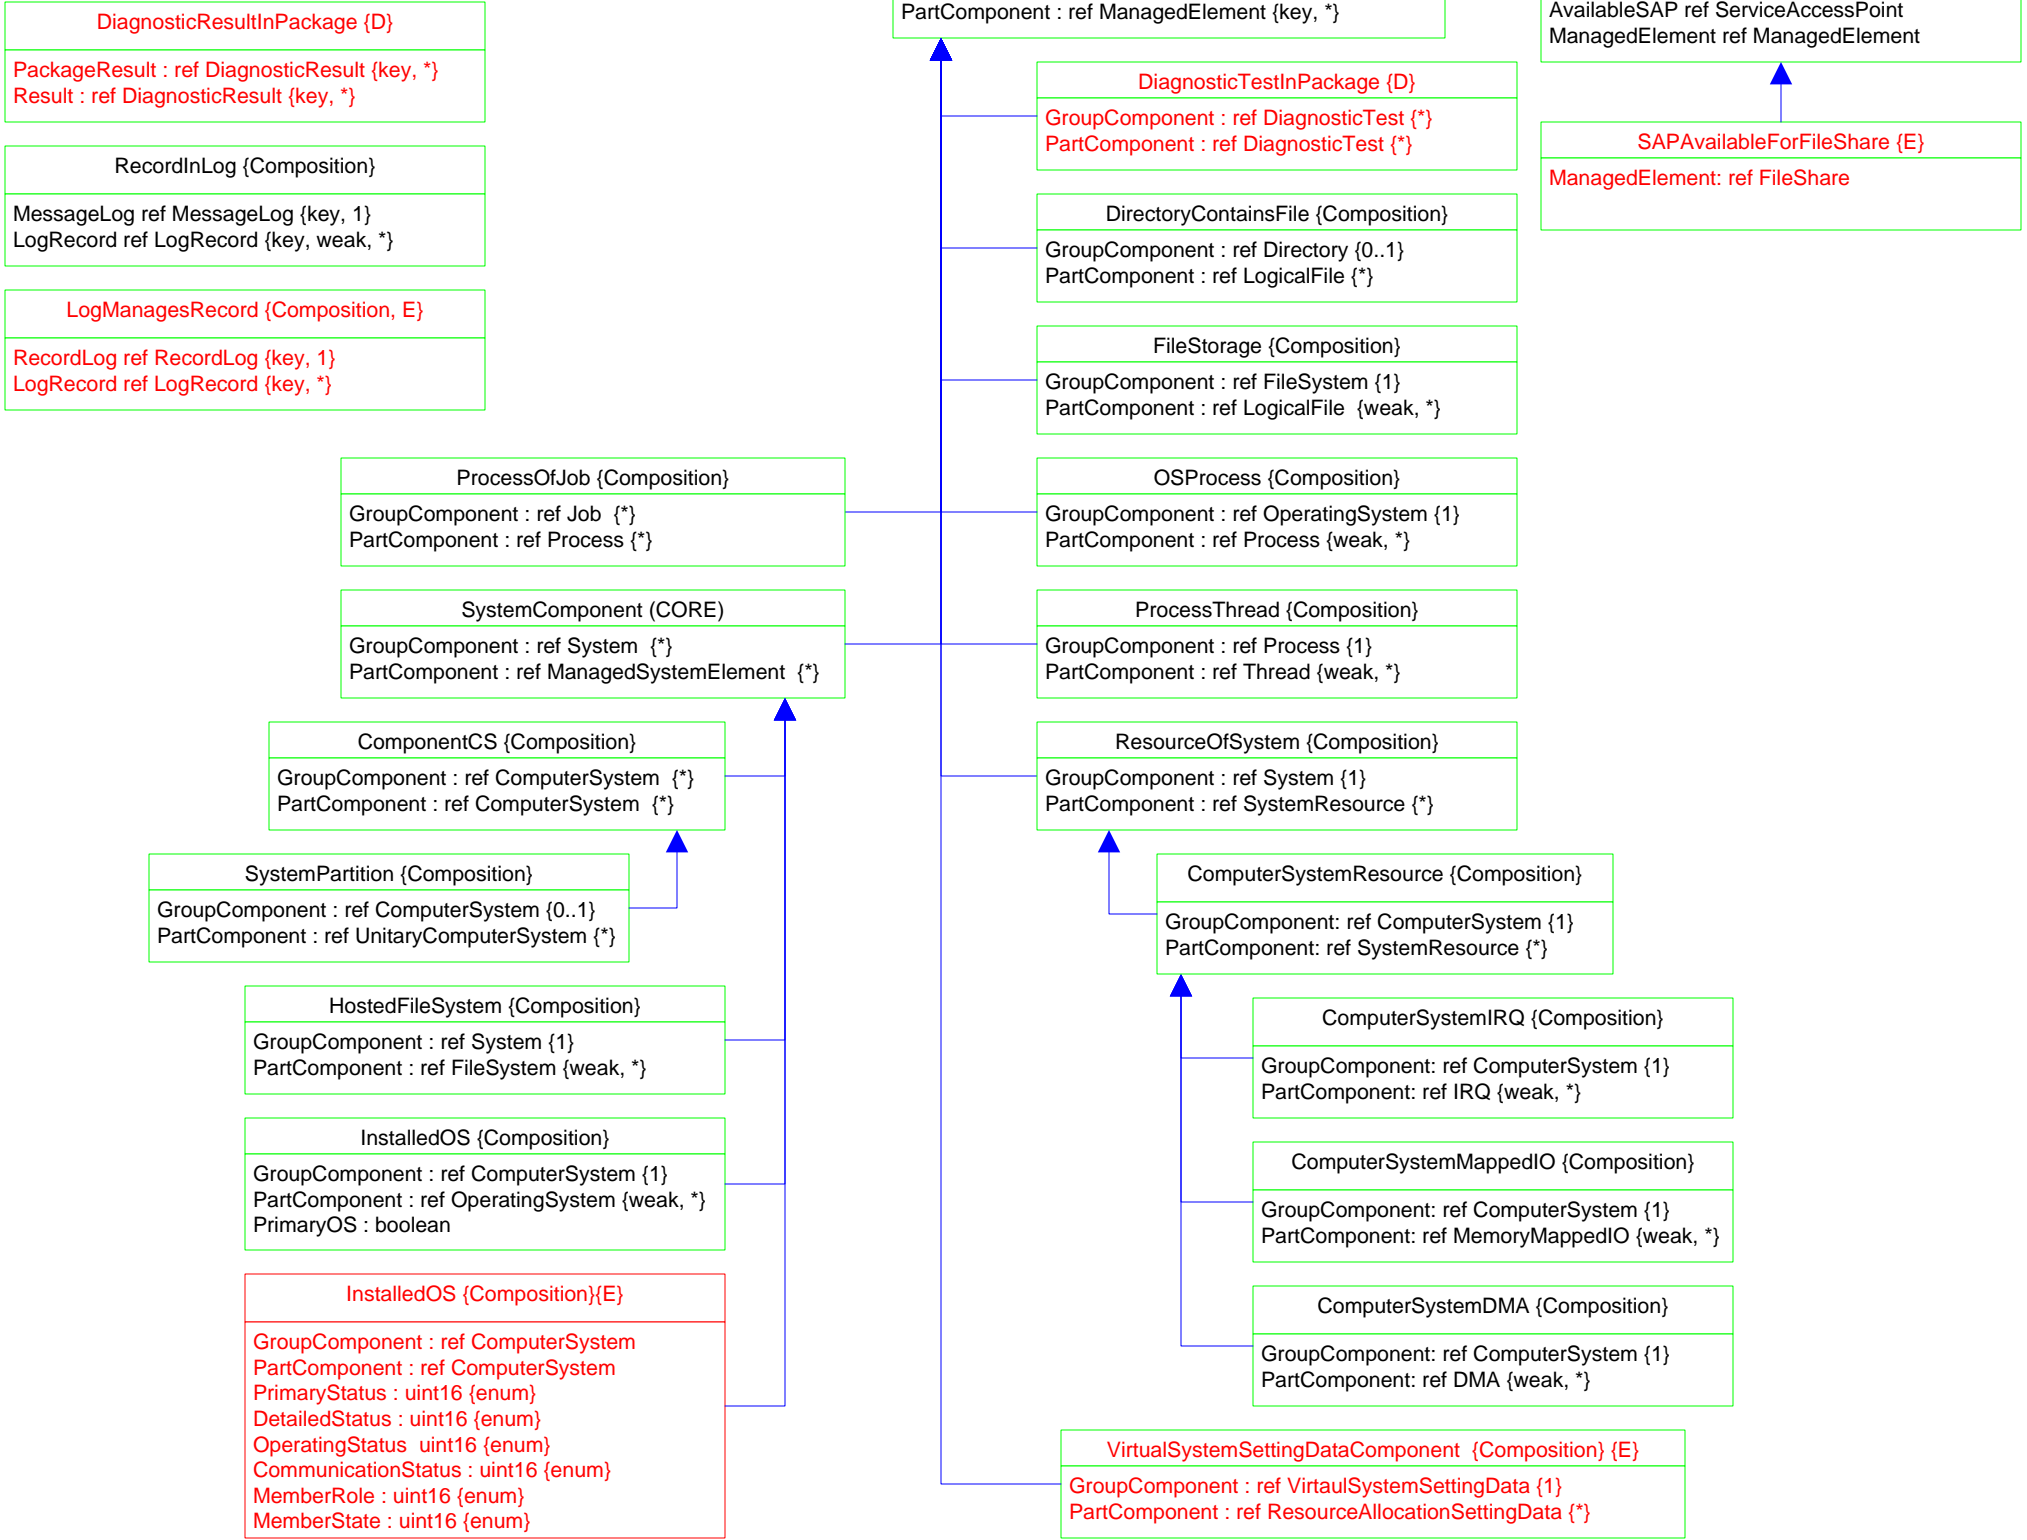 DiagnosticResultInPackage {D}
PackageResult : ref DiagnosticResult {key, *}
Result : ref DiagnosticResult {key, *}
RecordInLog {Composition}
MessageLog ref MessageLog {key, 1}
LogRecord ref LogRecord {key, weak, *}
LogManagesRecord {Composition, E}
RecordLog ref RecordLog {key, 1}
LogRecord ref LogRecord {key, *}
PartComponent : ref ManagedElement {key, *}
AvailableSAP ref ServiceAccessPoint
ManagedElement ref ManagedElement
SAPAvailableForFileShare {E}
ManagedElement: ref FileShare
DiagnosticTestInPackage {D}
GroupComponent : ref DiagnosticTest {*}
PartComponent : ref DiagnosticTest {*}
DirectoryContainsFile {Composition}
GroupComponent : ref Directory {0..1}
PartComponent : ref LogicalFile {*}
FileStorage {Composition}
GroupComponent : ref FileSystem {1}
PartComponent : ref LogicalFile  {weak, *}
ProcessOfJob {Composition}
GroupComponent : ref Job  {*}
PartComponent : ref Process {*}
OSProcess {Composition}
GroupComponent : ref OperatingSystem {1}
PartComponent : ref Process {weak, *}
SystemComponent (CORE)
GroupComponent : ref System  {*}
PartComponent : ref ManagedSystemElement  {*}
ProcessThread {Composition}
GroupComponent : ref Process {1}
PartComponent : ref Thread {weak, *}
ComponentCS {Composition}
GroupComponent : ref ComputerSystem  {*}
PartComponent : ref ComputerSystem  {*}
ResourceOfSystem {Composition}
GroupComponent : ref System {1}
PartComponent : ref SystemResource {*}
SystemPartition {Composition}
GroupComponent : ref ComputerSystem {0..1}
PartComponent : ref UnitaryComputerSystem {*}
ComputerSystemResource {Composition}
GroupComponent: ref ComputerSystem {1}
PartComponent: ref SystemResource {*}
HostedFileSystem {Composition}
GroupComponent : ref System {1}
PartComponent : ref FileSystem {weak, *}
ComputerSystemIRQ {Composition}
GroupComponent: ref ComputerSystem {1}
PartComponent: ref IRQ {weak, *}
InstalledOS {Composition}
GroupComponent : ref ComputerSystem {1}
PartComponent : ref OperatingSystem {weak, *}
PrimaryOS : boolean
ComputerSystemMappedIO {Composition}
GroupComponent: ref ComputerSystem {1}
PartComponent: ref MemoryMappedIO {weak, *}
InstalledOS {Composition}{E}
GroupComponent : ref ComputerSystem
PartComponent : ref ComputerSystem
PrimaryStatus : uint16 {enum}
DetailedStatus : uint16 {enum}
OperatingStatus  uint16 {enum}
CommunicationStatus : uint16 {enum}
MemberRole : uint16 {enum}
MemberState : uint16 {enum}
ComputerSystemDMA {Composition}
GroupComponent: ref ComputerSystem {1}
PartComponent: ref DMA {weak, *}
VirtualSystemSettingDataComponent  {Composition} {E}
GroupComponent : ref VirtaulSystemSettingData {1}
PartComponent : ref ResourceAllocationSettingData {*}